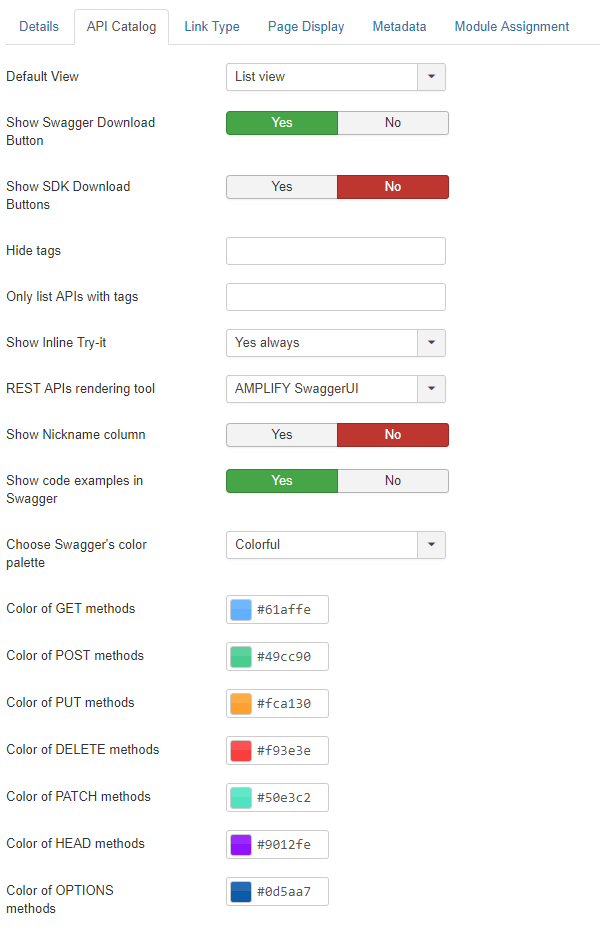 Details API Catalog Link Type Page Display Metadata Module Assignment
Default View List view
Show Swagger Download Yes No
Button
Show SDK Download Yes No
Buttons
Hide tags
Only list APIs with tags
Show Inline Try-it Yes always
REST APIs rendering tool AMPLIFY SwaggerUI
Show Nickname column Yes No
Show code examples in Yes No
Swagger
Choose Swagger's color Colorful
palette
Color of GET methods #61affe
Color of POST methods #49cc90
Color of PUT methods #fca130
Color of DELETE methods #f93e3e
Color of PATCH methods #50e3c2
Color of HEAD methods #9012fe
Color of OPTIONS #0d5aa7
methods